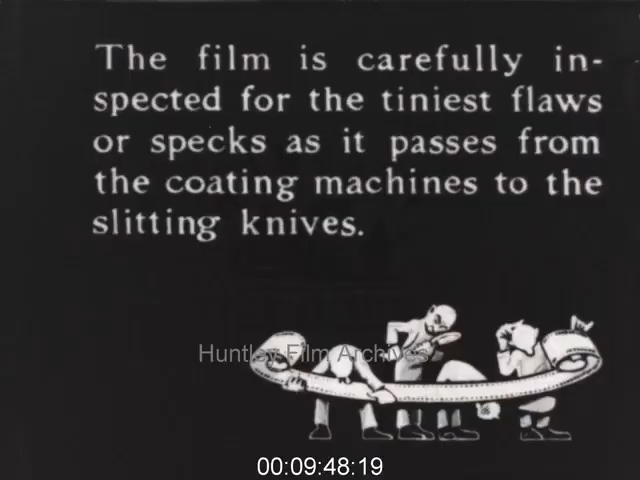 The film is carefully in-
spected for the tiniest flaws
or specks as it passes from
the coating machines to the
slitting knives.
Huntley Film Archives
00:09:48:19